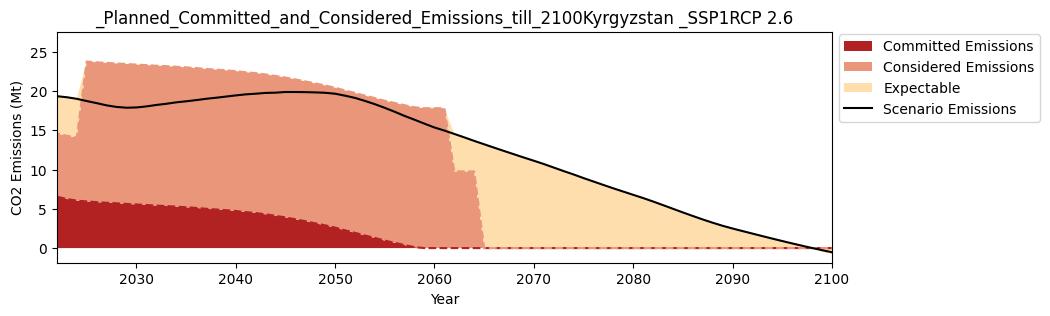 _Planned_Committed_and_Considered_Emissions_till_2100Kyrgyzstan _SSP1RCP 2.6
Committed Emissions
Considered Emissions
Expectable
Scenario Emissions
CO2 Emissions (Mt)
25
20
15
10
5
0
2030
2040
2050
2060
2070
2080
2090
2100
Year